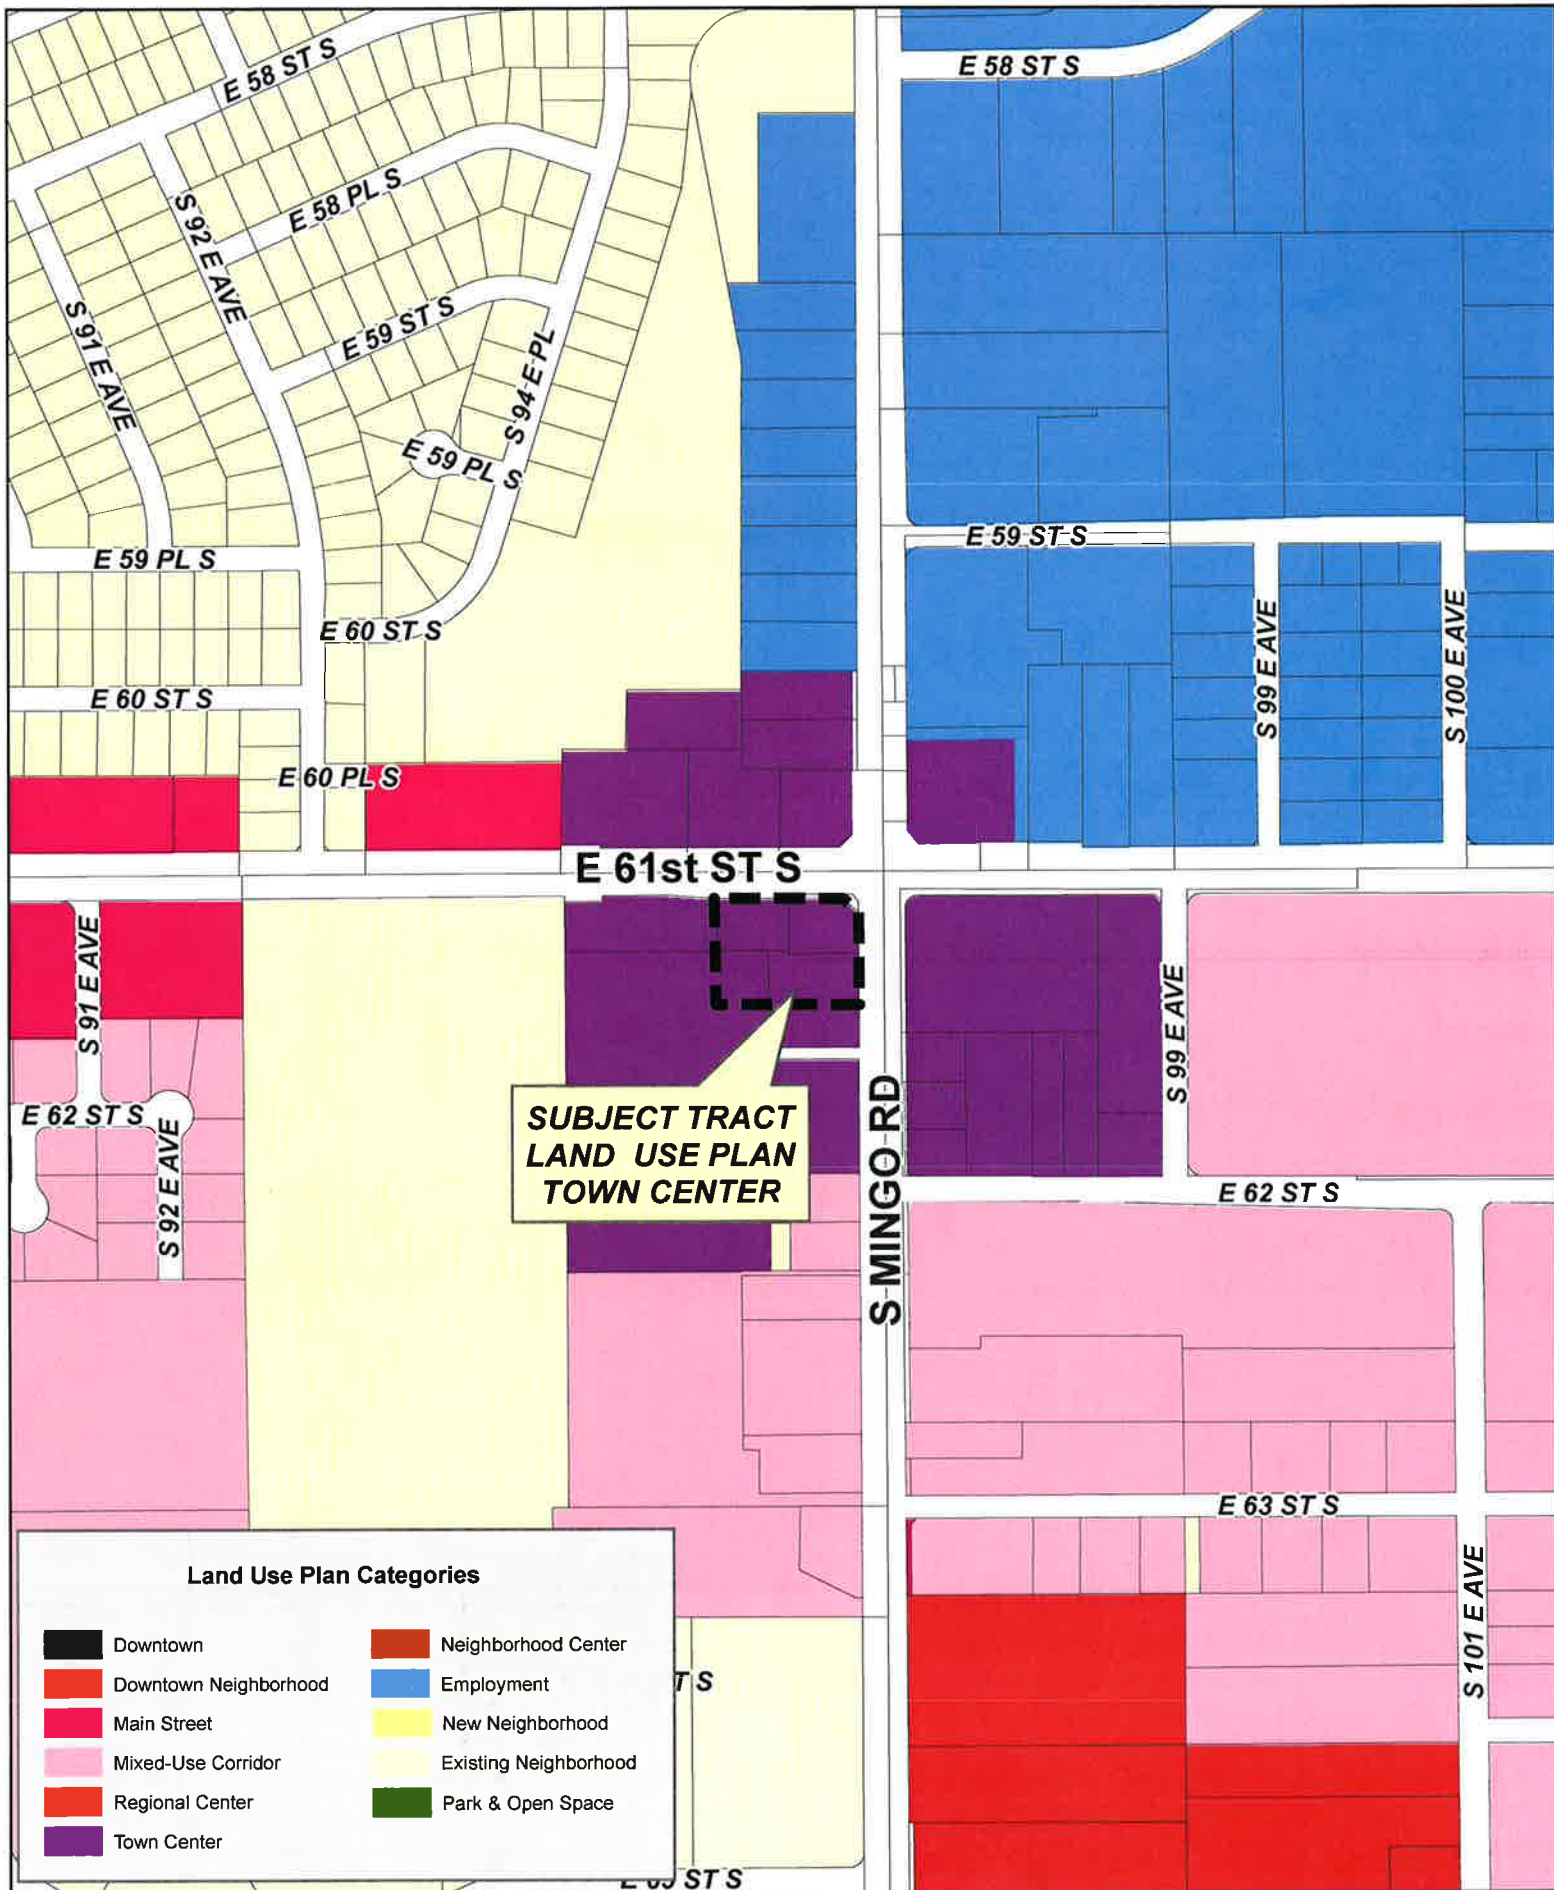 E 58 ST S
E 58 ST S
E 58 PL S
S 92 E AVE
S 91 E AVE
E 59 ST S
S 94 E PL
E 59 PL S
E 59 ST S
E 59 PL S
E 60 ST S
E 60 ST S
S 99 E AVE
S 100 E AVE
E 60 PL S
E 61st ST S
S 91 E AVE
S 99 E AVE
E 62 ST S
S 92 E AVE
SUBJECT TRACT
LAND USE PLAN
TOWN CENTER
S MINGO RD
E 62 ST S
E 63 ST S
S 101 E AVE
Land Use Plan Categories
Downtown
Downtown Neighborhood
Main Street
Mixed-Use Corridor
Regional Center
Town Center
Neighborhood Center
Employment
New Neighborhood
Existing Neighborhood
Park & Open Space
T S
ST S